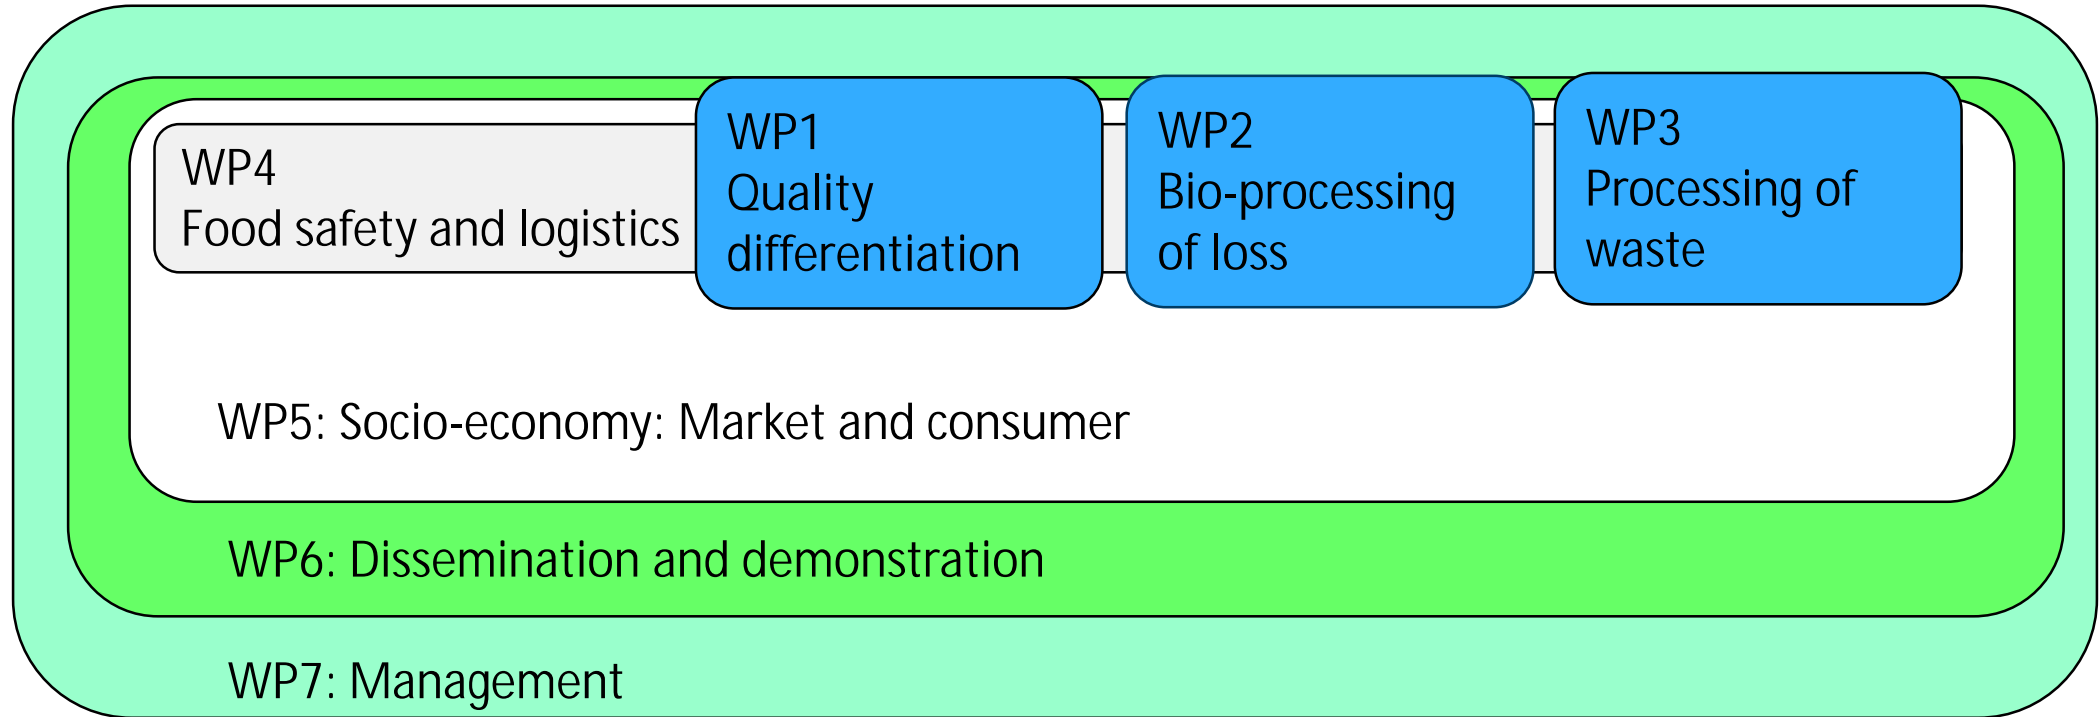 WP4
Food safety and logistics
WP1
Quality
differentiation
WP2
Bio-processing
of loss
WP3
Processing of
waste
WP5: Socio-economy: Market and consumer
WP6: Dissemination and demonstration
WP7: Management